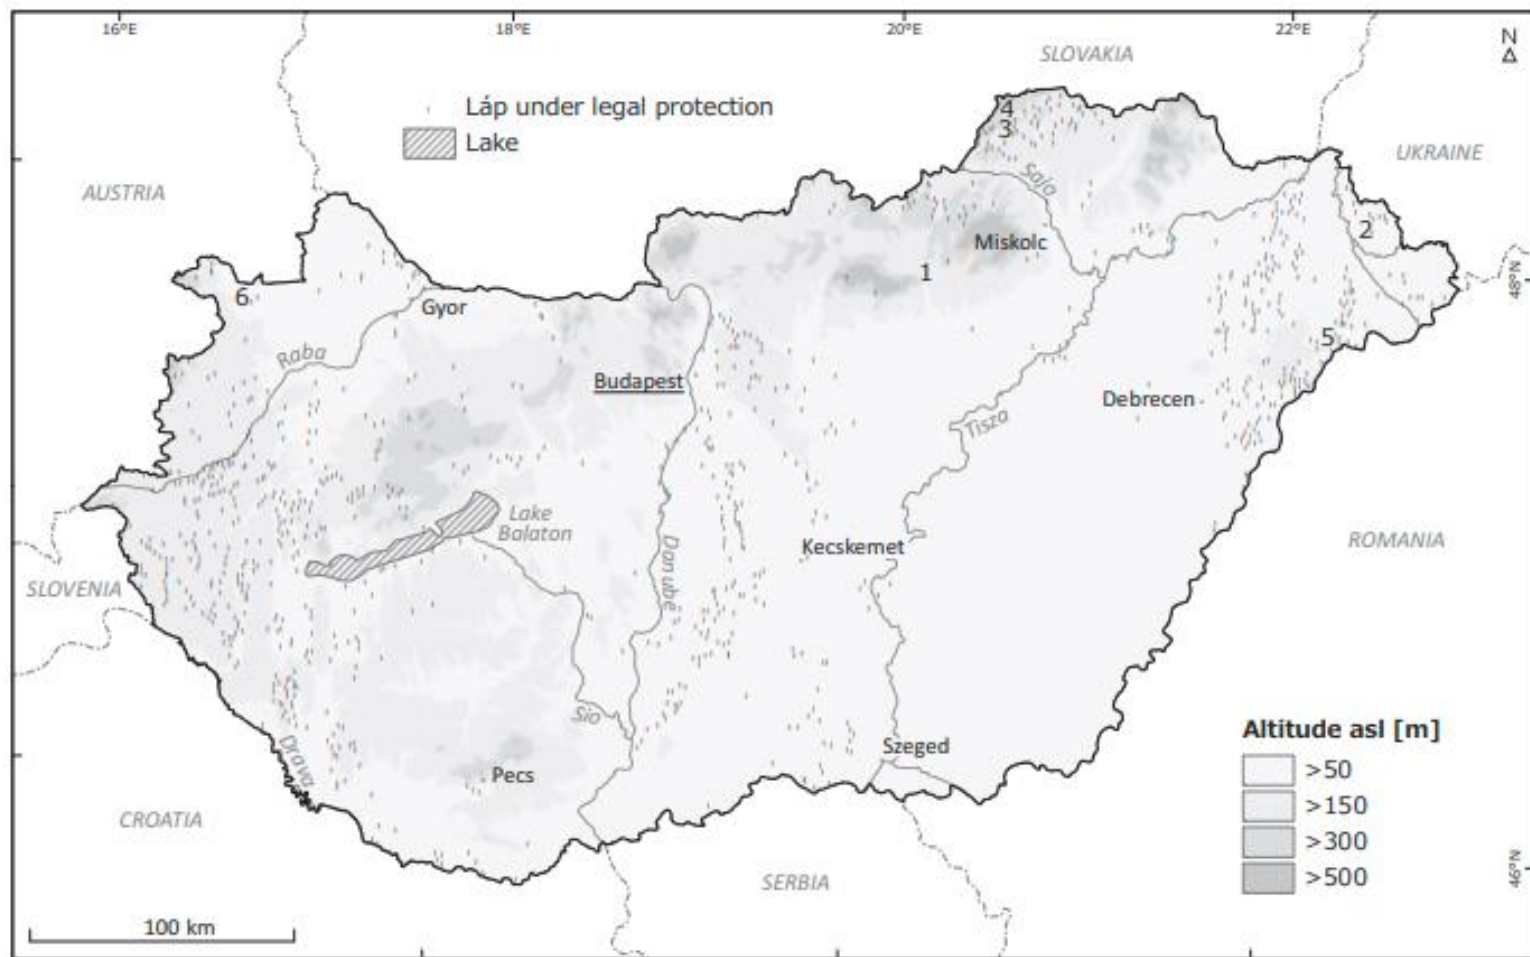 16°E
18°E
20°E
22°E
N
SLOVAKIA
Láp under legal protection
Lake
4
3
UKRAINE
AUSTRIA
Sajo
2
Miskolc
1
48°N
6
Gyor
5
Raba
Budapest
Debrecen
Tisza
Lake
Balaton
Danube
Kecskemet
ROMANIA
SLOVENIA
Sio
Drava
Szeged
Pecs
Altitude asl [m]
>50
>150
>300
>500
CROATIA
SERBIA
46°N
100 km